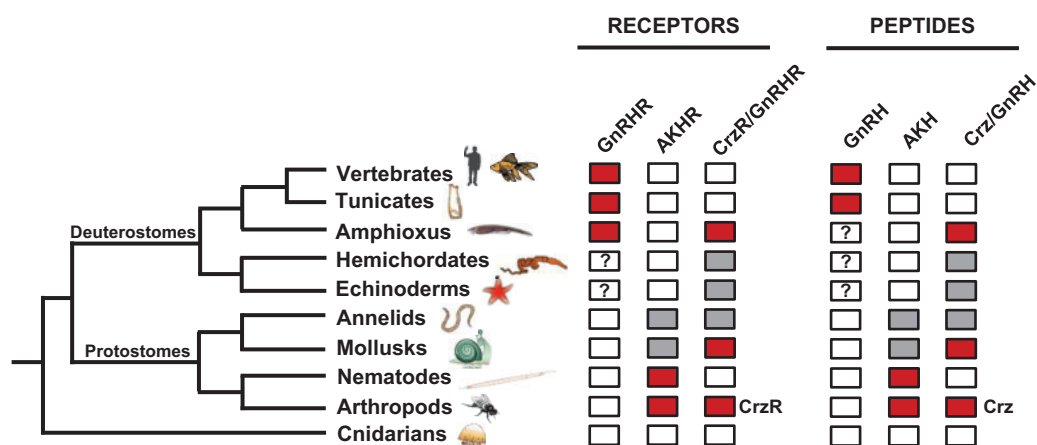 RECEPTORS PEPTIDES
GnRHR AKHR CrzR/GnRHR GnRH AKH Crz/GnRH
Vertebrates
Tunicates
Deuterostomes Amphioxus ?
Hemichordates ? ?
Echinoderms ? ?
Annelids
Protostomes Mollusks
Nematodes
Arthropods CrzR Crz
Cnidarians